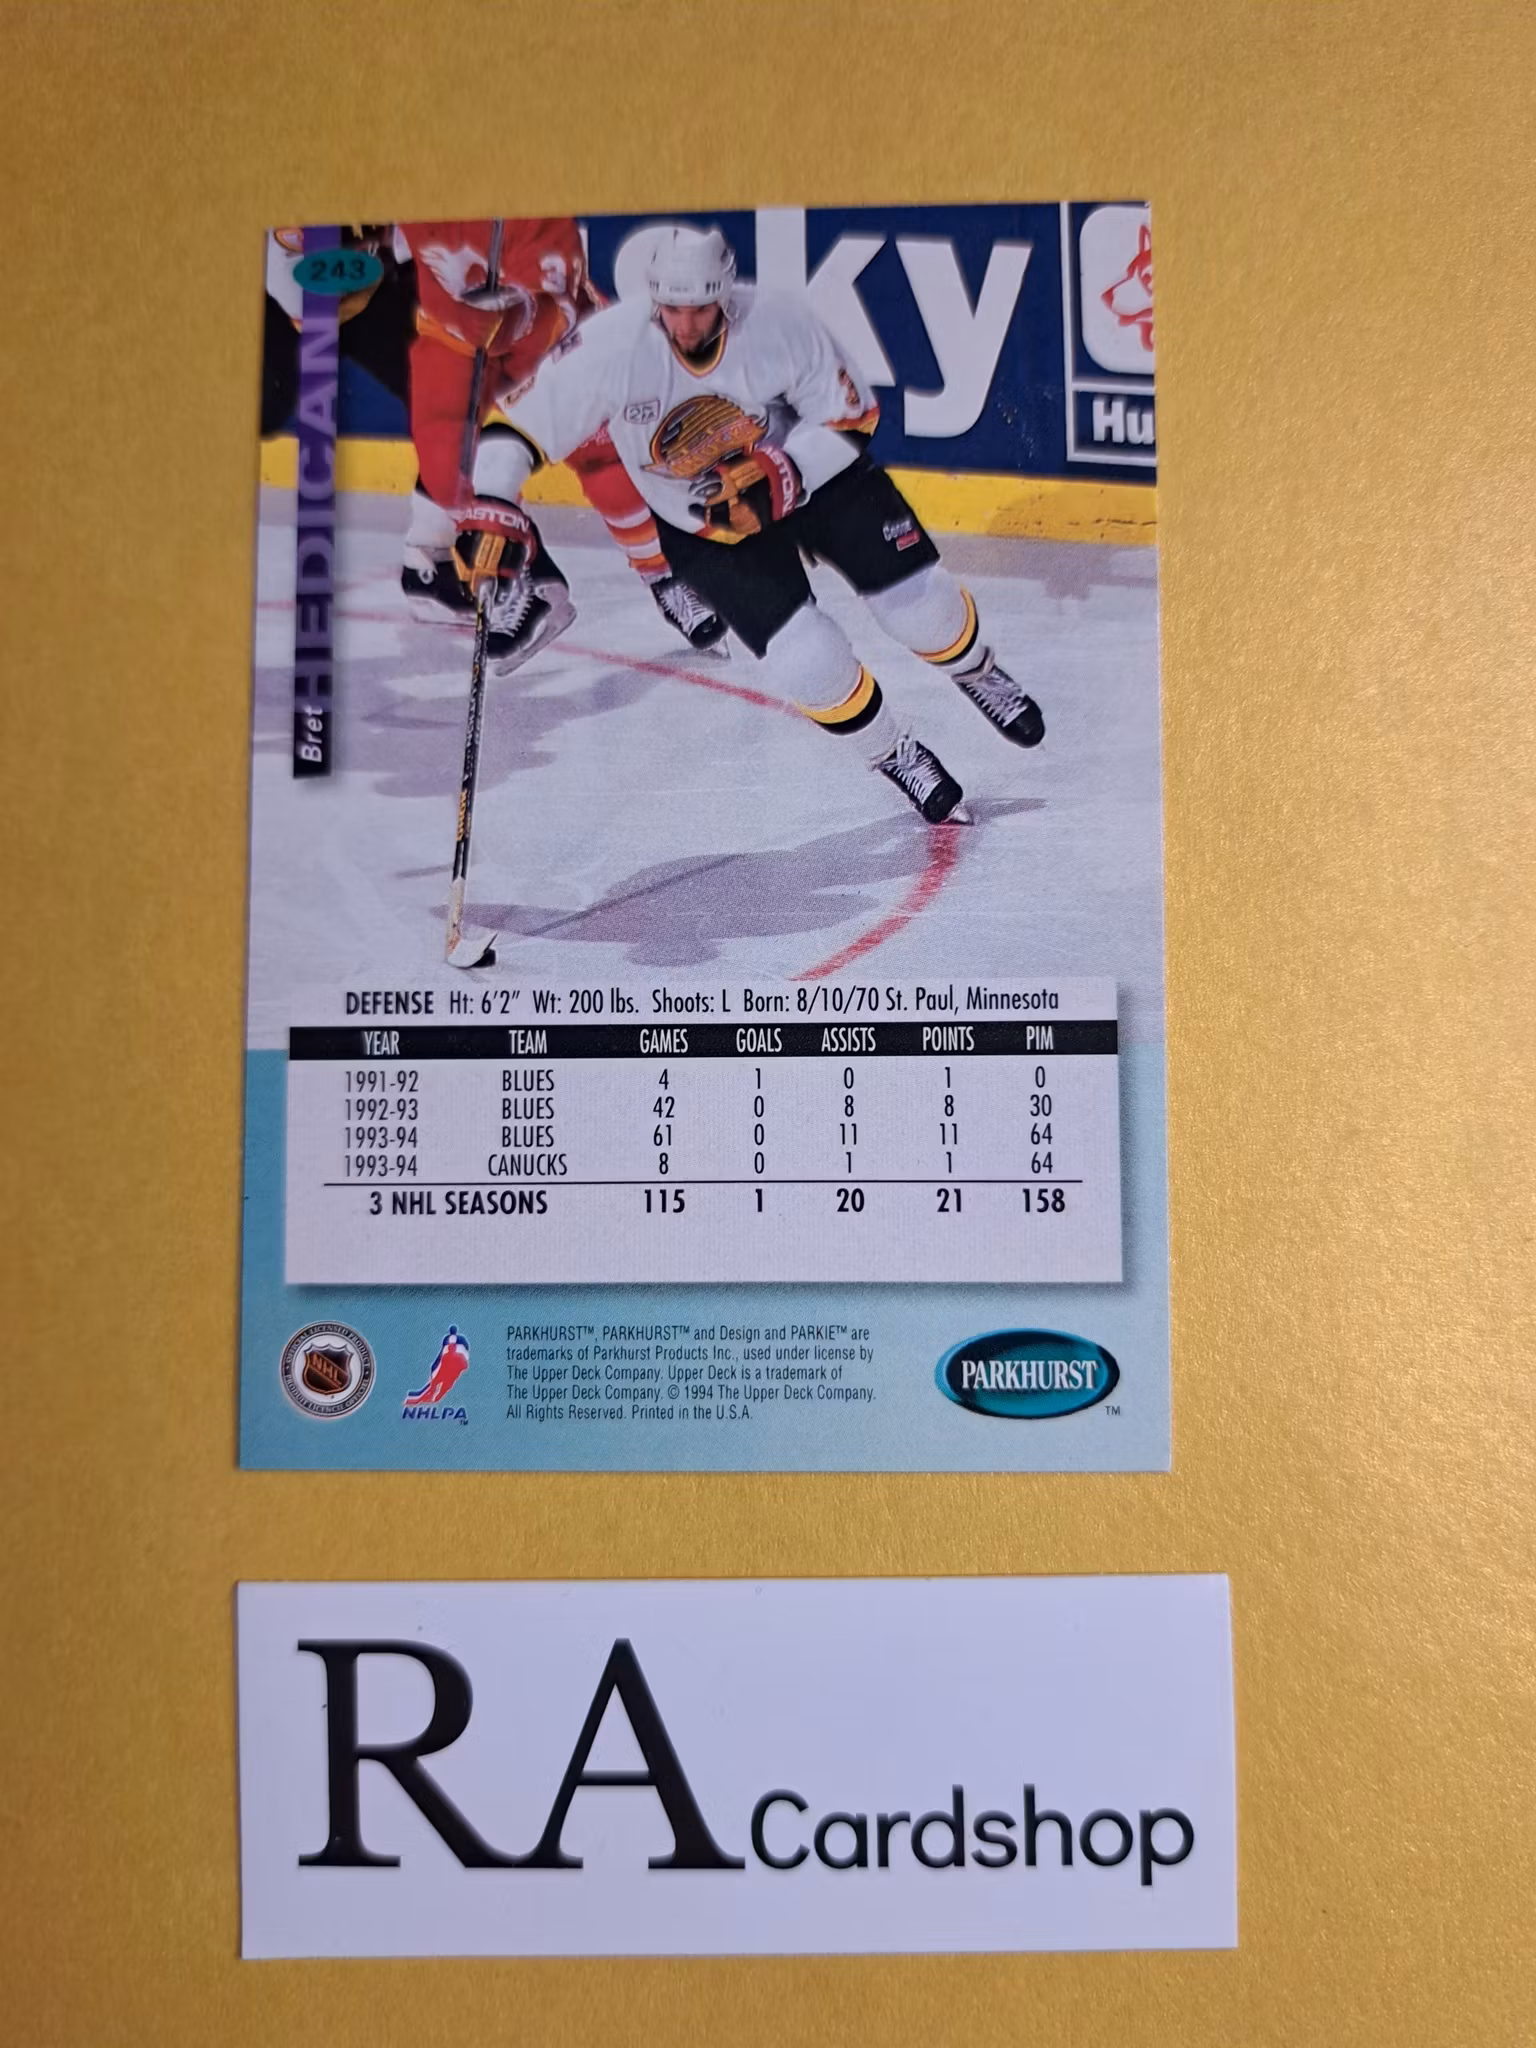 243
Bret HEDICAN
ky
Hu
EASTON
EASTON
DEFENSE Ht: 6'2" Wt: 200 lbs. Shoots: L Born: 8/10/70 St. Paul, Minnesota
YEAR TEAM GAMES GOALS ASSISTS POINTS PIM
1991-92 BLUES 4 1 0 1 0
1992-93 BLUES 42 0 8 8 30
1993-94 BLUES 61 0 11 11 64
1993-94 CANUCKS 8 0 1 1 64
3 NHL SEASONS 115 1 20 21 158
NHL
NHLPA
PARKHURST™, PARKHURST™ and Design and PARKIE™ are
trademarks of Parkhurst Products Inc., used under license by
The Upper Deck Company. Upper Deck is a trademark of
The Upper Deck Company. © 1994 The Upper Deck Company.
All Rights Reserved. Printed in the U.S.A.
PARKHURST™
RA Cardshop